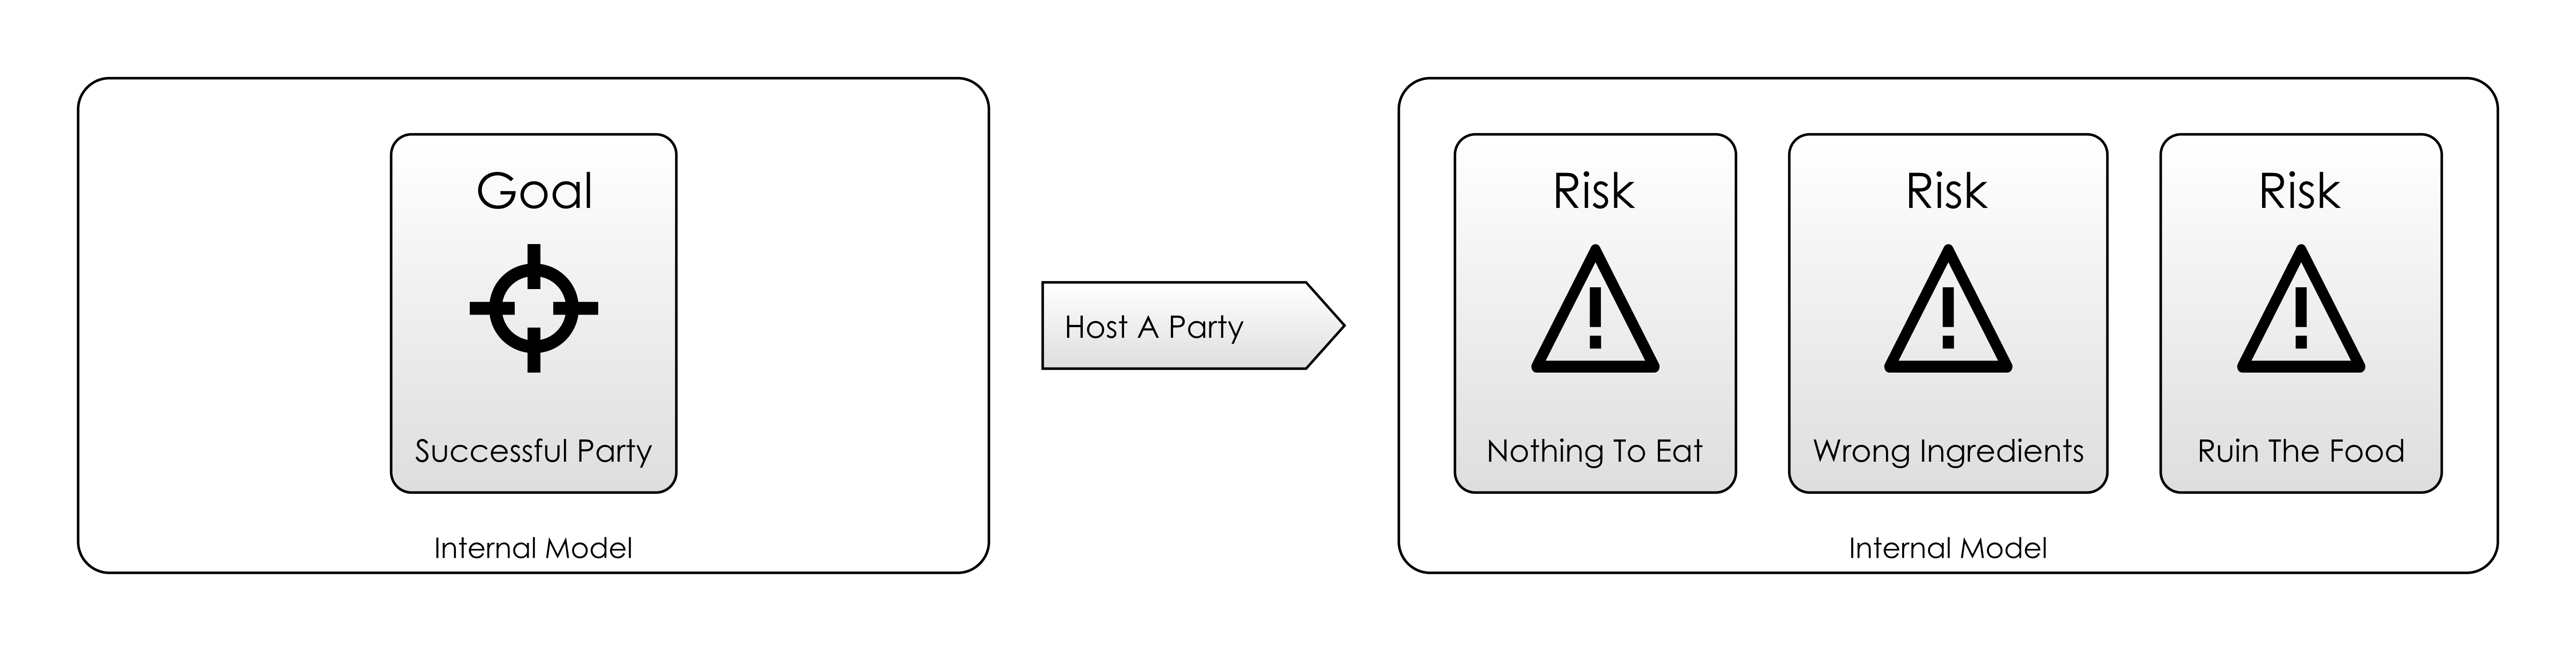 Goal
Successful Party
Internal Model
Host A Party
Risk
Nothing To Eat
Risk
Wrong Ingredients
Risk
Ruin The Food
Internal Model